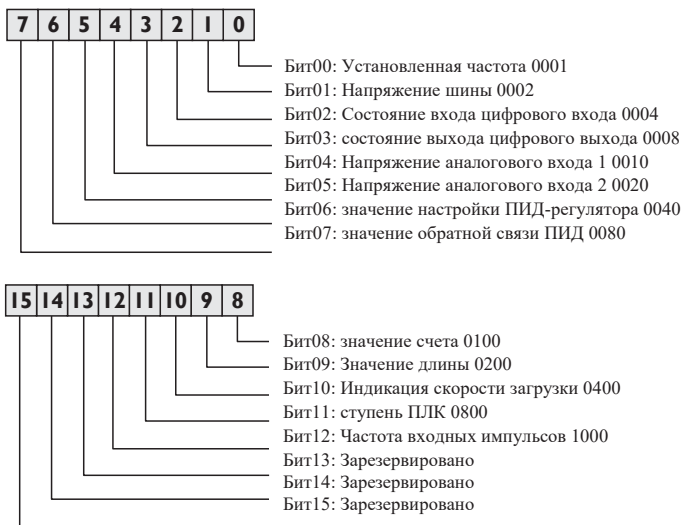 7 6 5 4 3 2 1 0
Бит00: Установленная частота 0001
Бит01: Напряжение шины 0002
Бит02: Состояние входа цифрового входа 0004
Бит03: состояние выхода цифрового выхода 0008
Бит04: Напряжение аналогового входа 1 0010
Бит05: Напряжение аналогового входа 2 0020
Бит06: значение настройки ПИД-регулятора 0040
Бит07: значение обратной связи ПИД 0080
15 14 13 12 11 10 9 8
Бит08: значение счета 0100
Бит09: Значение длины 0200
Бит10: Индикация скорости загрузки 0400
Бит11: ступень ПЛК 0800
Бит12: Частота входных импульсов 1000
Бит13: Зарезервировано
Бит14: Зарезервировано
Бит15: Зарезервировано